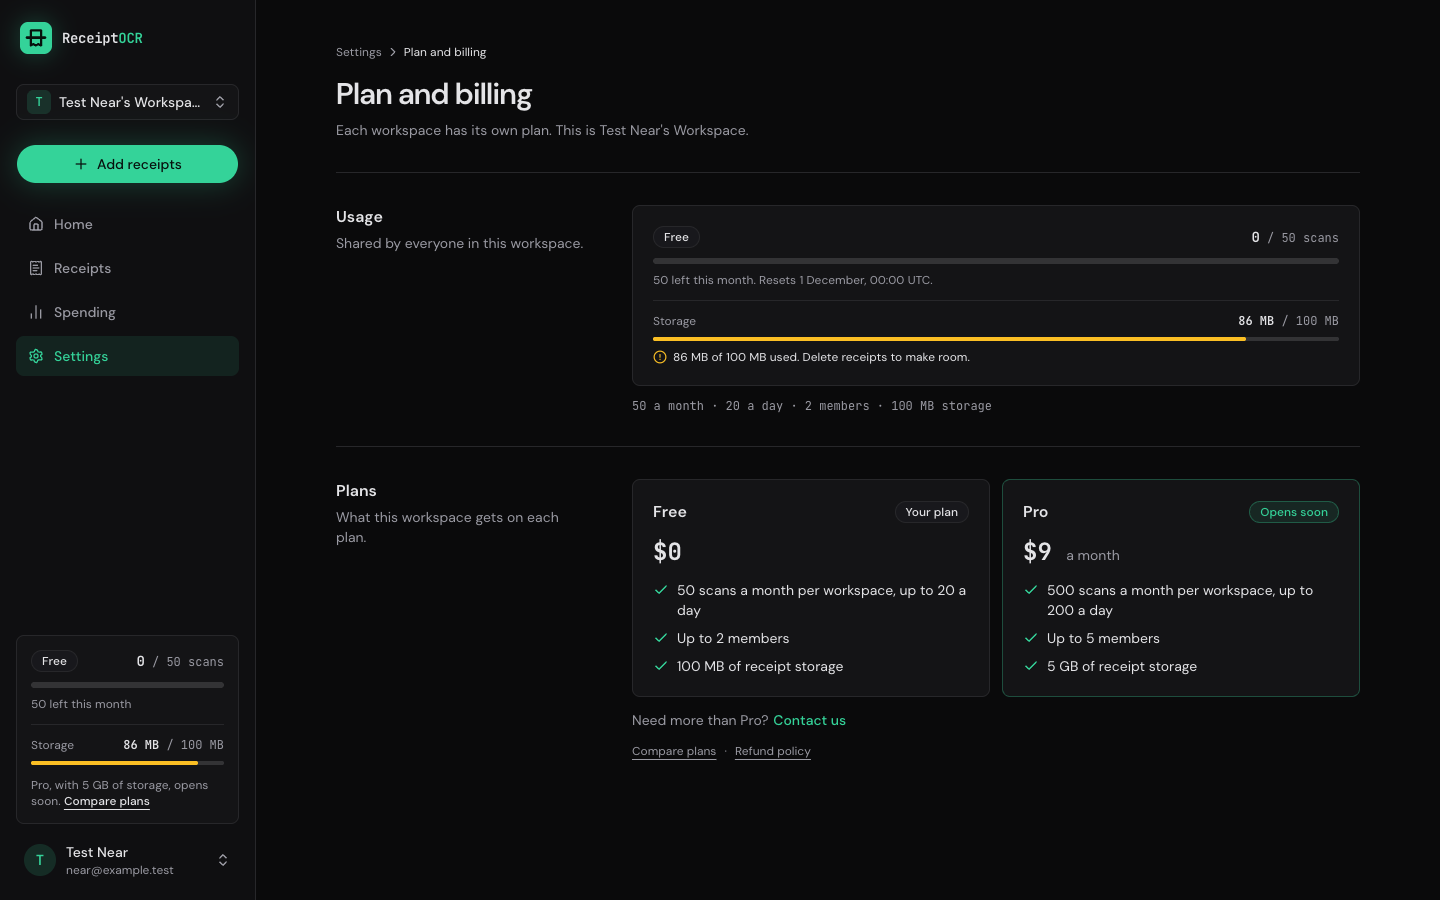 ReceiptOCR
T
Test Near's Workspa...
Add receipts
Home
Receipts
Spending
Settings
Free
0 / 50 scans
50 left this month
Storage
86 MB / 100 MB
Pro, with 5 GB of storage, opens
soon. Compare plans
T
Test Near
near@example.test
Settings
Plan and billing
Plan and billing
Each workspace has its own plan. This is Test Near's Workspace.
Usage
Shared by everyone in this workspace.
Free
0 / 50 scans
50 left this month. Resets 1 December, 00:00 UTC.
Storage
86 MB / 100 MB
86 MB of 100 MB used. Delete receipts to make room.
50 a month · 20 a day · 2 members · 100 MB storage
Plans
What this workspace gets on each
plan.
Free
Your plan
$0
50 scans a month per workspace, up to 20 a
day
Up to 2 members
100 MB of receipt storage
Pro
Opens soon
$9 a month
500 scans a month per workspace, up to
200 a day
Up to 5 members
5 GB of receipt storage
Need more than Pro? Contact us
Compare plans · Refund policy